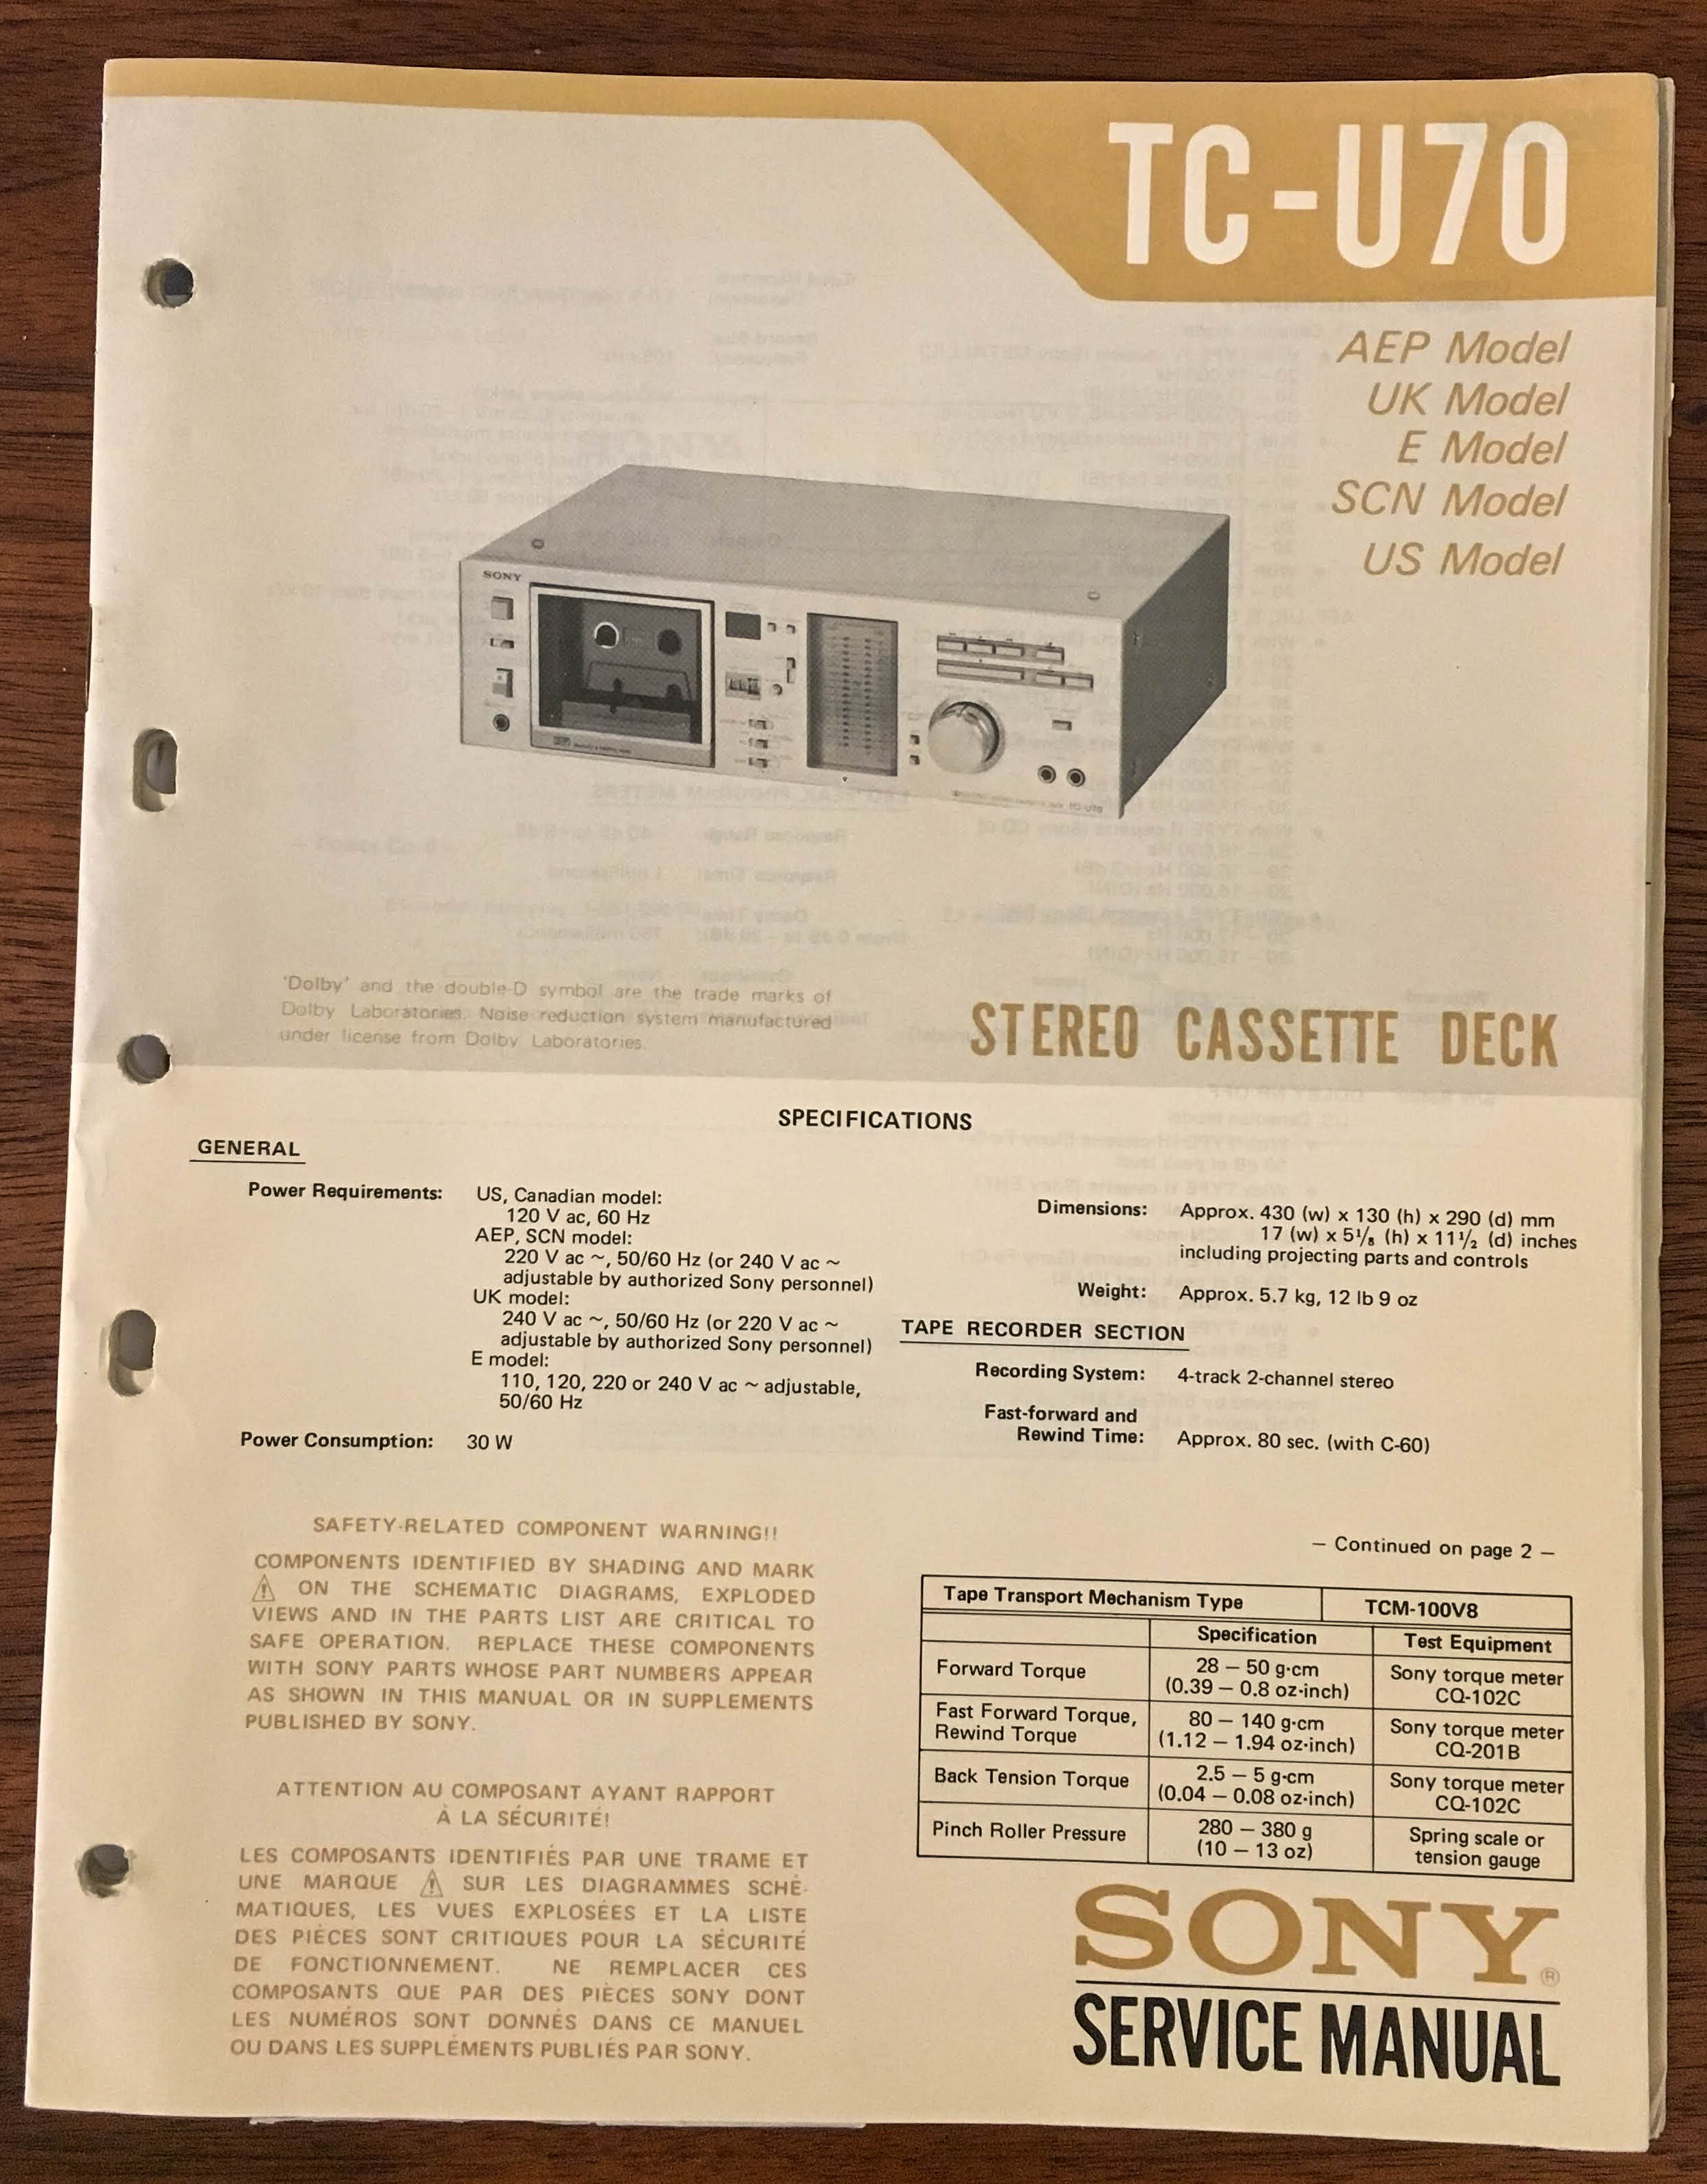 TC-U70
AEP Model
UK Model
E Model
SCN Model
US Model
SONY
TC-U70
'Dolby' and the double-D symbol are the trade marks of
Dolby Laboratories. Noise reduction system manufactured
under license from Dolby Laboratories.
STEREO CASSETTE DECK
SPECIFICATIONS
GENERAL
Power Requirements: US, Canadian model:
120 V ac, 60 Hz
AEP, SCN model:
220 V ac ~, 50/60 Hz (or 240 V ac ~
adjustable by authorized Sony personnel)
UK model:
240 V ac ~, 50/60 Hz (or 220 V ac ~
adjustable by authorized Sony personnel)
E model:
110, 120, 220 or 240 V ac ~ adjustable,
50/60 Hz
Power Consumption: 30 W
Dimensions: Approx. 430 (w) x 130 (h) x 290 (d) mm
17 (w) x 5⅛ (h) x 11½ (d) inches
including projecting parts and controls
Weight: Approx. 5.7 kg, 12 lb 9 oz
TAPE RECORDER SECTION
Recording System: 4-track 2-channel stereo
Fast-forward and
Rewind Time: Approx. 80 sec. (with C-60)
— Continued on page 2 —
SAFETY-RELATED COMPONENT WARNING!!
COMPONENTS IDENTIFIED BY SHADING AND MARK
⚠ ON THE SCHEMATIC DIAGRAMS, EXPLODED
VIEWS AND IN THE PARTS LIST ARE CRITICAL TO
SAFE OPERATION. REPLACE THESE COMPONENTS
WITH SONY PARTS WHOSE PART NUMBERS APPEAR
AS SHOWN IN THIS MANUAL OR IN SUPPLEMENTS
PUBLISHED BY SONY.
ATTENTION AU COMPOSANT AYANT RAPPORT
À LA SÉCURITÉ!
LES COMPOSANTS IDENTIFIÉS PAR UNE TRAME ET
UNE MARQUE ⚠ SUR LES DIAGRAMMES SCHÉ-
MATIQUES, LES VUES EXPLOSÉES ET LA LISTE
DES PIÈCES SONT CRITIQUES POUR LA SÉCURITÉ
DE FONCTIONNEMENT. NE REMPLACER CES
COMPOSANTS QUE PAR DES PIÈCES SONY DONT
LES NUMÉROS SONT DONNÉS DANS CE MANUEL
OU DANS LES SUPPLÉMENTS PUBLIÉS PAR SONY.
Tape Transport Mechanism Type TCM-100V8
Specification Test Equipment
Forward Torque 28 — 50 g·cm Sony torque meter
(0.39 — 0.8 oz·inch) CQ-102C
Fast Forward Torque, 80 — 140 g·cm Sony torque meter
Rewind Torque (1.12 — 1.94 oz·inch) CQ-201B
Back Tension Torque 2.5 — 5 g·cm Sony torque meter
(0.04 — 0.08 oz·inch) CQ-102C
Pinch Roller Pressure 280 — 380 g Spring scale or
(10 — 13 oz) tension gauge
SONY®
SERVICE MANUAL